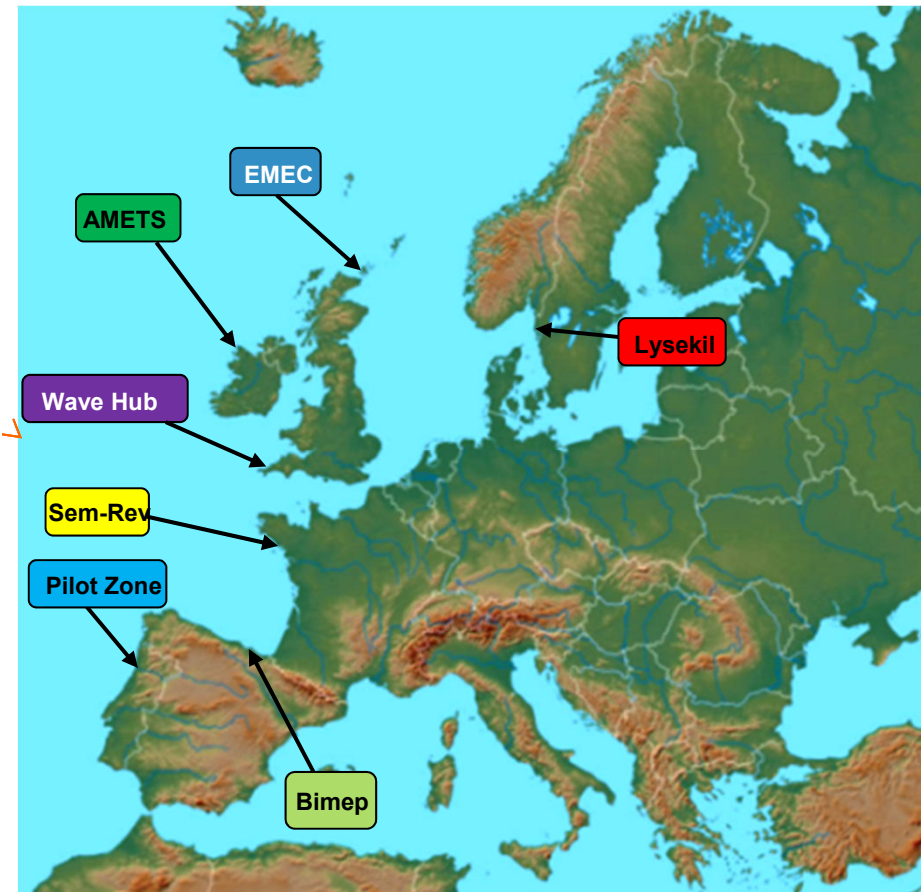 EMEC
AMETS
Lysekil
Wave Hub
Sem-Rev
Pilot Zone
Bimep